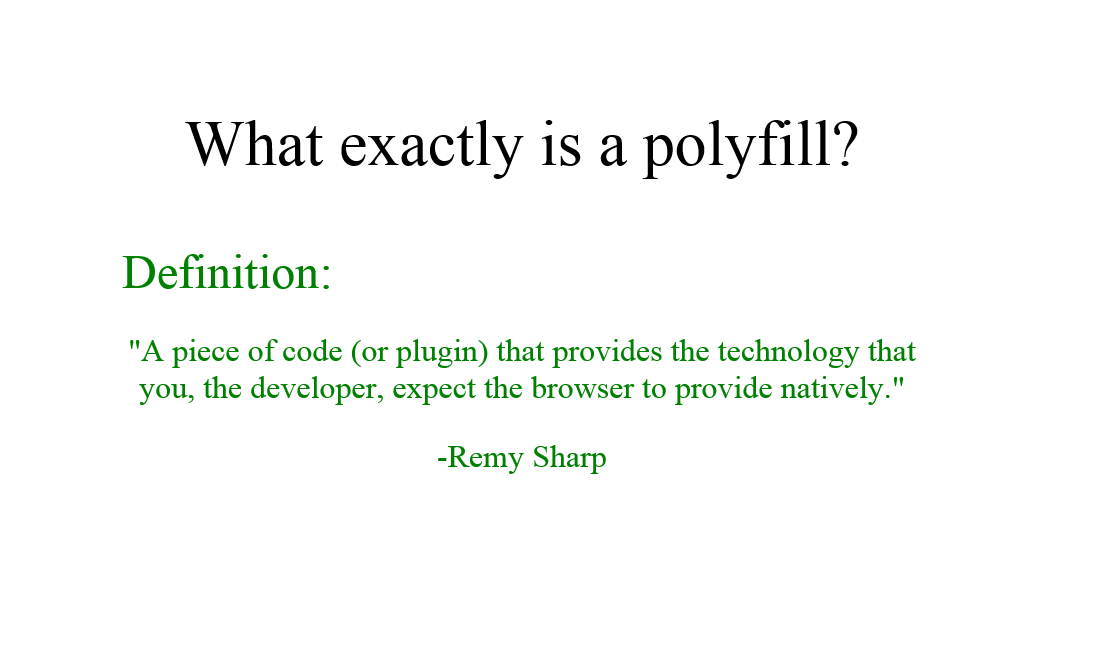 What exactly is a polyfill?
Definition:
"A piece of code (or plugin) that provides the technology that
you, the developer, expect the browser to provide natively."
-Remy Sharp